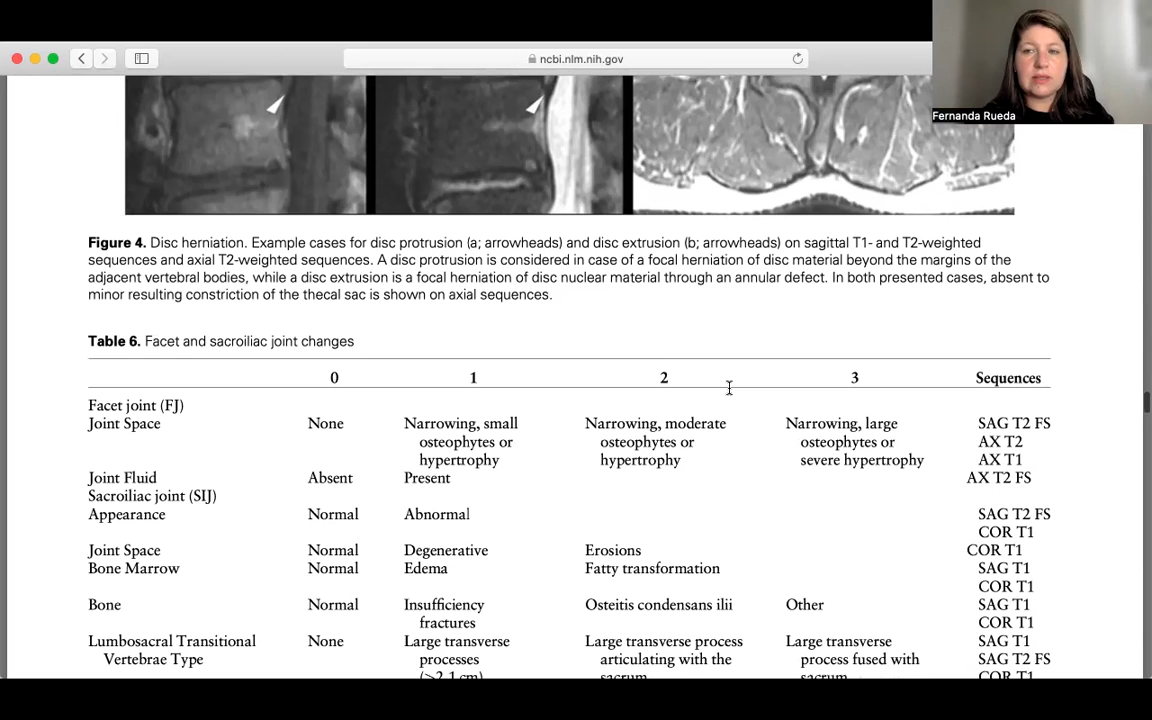 ncbi.nlm.nih.gov
Fernanda Rueda
Figure 4. Disc herniation. Example cases for disc protrusion (a; arrowheads) and disc extrusion (b; arrowheads) on sagittal T1- and T2-weighted
sequences and axial T2-weighted sequences. A disc protrusion is considered in case of a focal herniation of disc material beyond the margins of the
adjacent vertebral bodies, while a disc extrusion is a focal herniation of disc nuclear material through an annular defect. In both presented cases, absent to
minor resulting constriction of the thecal sac is shown on axial sequences.
Table 6. Facet and sacroiliac joint changes
0 1 2 3 Sequences
Facet joint (FJ)
Joint Space None Narrowing, small Narrowing, moderate Narrowing, large SAG T2 FS
osteophytes or osteophytes or osteophytes or AX T2
hypertrophy hypertrophy severe hypertrophy AX T1
Joint Fluid Absent Present AX T2 FS
Sacroiliac joint (SIJ)
Appearance Normal Abnormal SAG T2 FS
COR T1
Joint Space Normal Degenerative Erosions COR T1
Bone Marrow Normal Edema Fatty transformation SAG T1
COR T1
Bone Normal Insufficiency Osteitis condensans ilii Other SAG T1
fractures COR T1
Lumbosacral Transitional None Large transverse Large transverse process Large transverse SAG T1
Vertebrae Type processes articulating with the process fused with SAG T2 FS
(>2.1 cm) sacrum sacrum COR T1